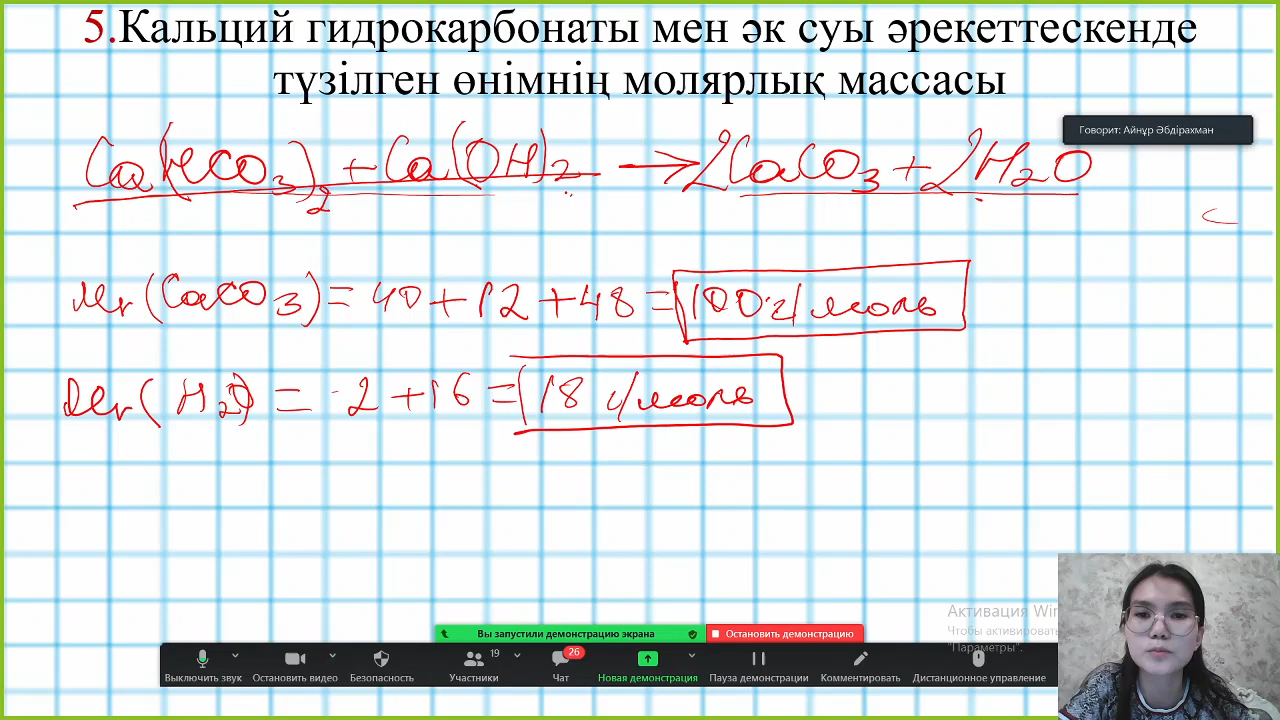 5.Кальций гидрокарбонаты мен әк суы әрекеттескенде
түзілген өнімнің молярлық массасы
Говорит: Айнұр Әбдірахман
Ca(HCO3)2 + Ca(OH)2 → 2CaCO3 + 2H2O
Mr(CaCO3) = 40 + 12 + 48 = 100 г/моль
Mr(H2O) = 2 + 16 = 18 г/моль
Активация Win
Чтобы активировать
"Параметры".
Вы запустили демонстрацию экрана
Остановить демонстрацию
19
26
Выключить звук
Остановить видео
Безопасность
Участники
Чат
Новая демонстрация
Пауза демонстрации
Комментировать
Дистанционное управление